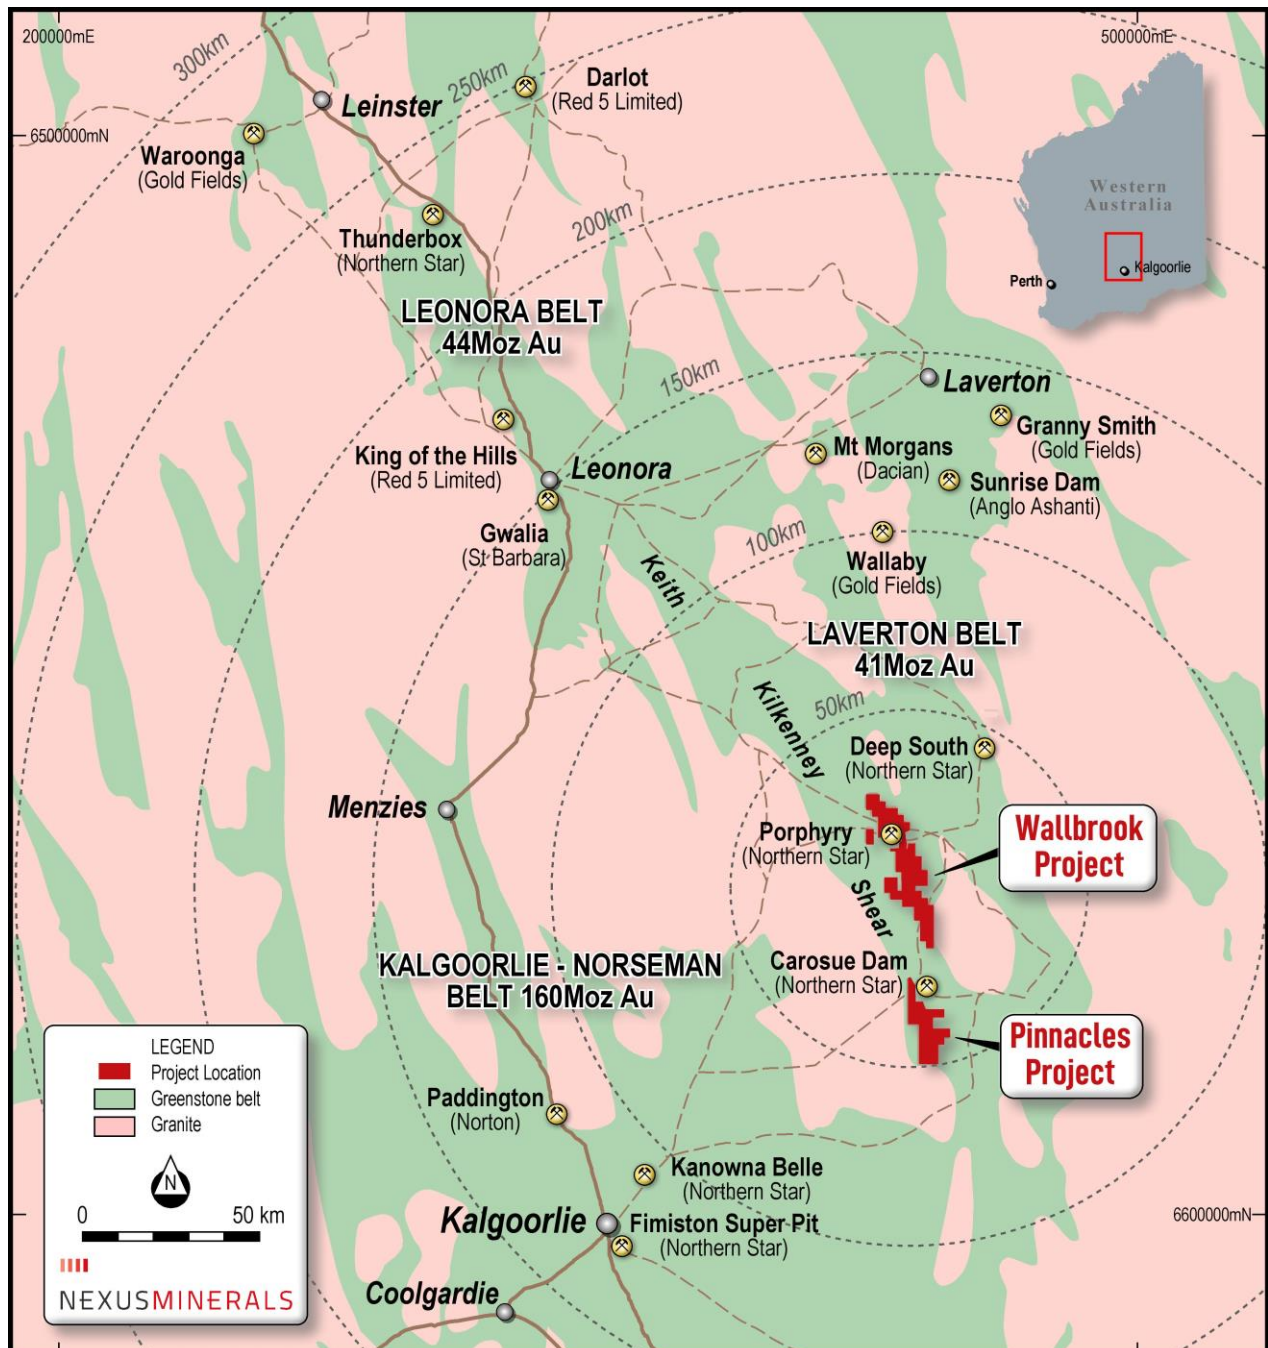 200000mE
500000mE
300km
250km
Darlot
(Red 5 Limited)
Leinster
6500000mN
Waroonga
(Gold Fields)
Western
Australia
Kalgoorlie
Perth
200km
Thunderbox
(Northern Star)
LEONORA BELT
44Moz Au
150km
Laverton
Granny Smith
(Gold Fields)
Mt Morgans
(Dacian)
King of the Hills
(Red 5 Limited)
Leonora
Sunrise Dam
(Anglo Ashanti)
Gwalia
(St Barbara)
100km
Wallaby
(Gold Fields)
Keith
LAVERTON BELT
41Moz Au
Kilkenney
50km
Deep South
(Northern Star)
Menzies
Porphyry
(Northern Star)
Wallbrook
Project
Shear
Carosue Dam
(Northern Star)
KALGOORLIE - NORSEMAN
BELT 160Moz Au
Pinnacles
Project
LEGEND
Project Location
Greenstone belt
Granite
N
0 50 km
NEXUSMINERALS
Paddington
(Norton)
Kanowna Belle
(Northern Star)
Kalgoorlie
Fimiston Super Pit
(Northern Star)
6600000mN
Coolgardie